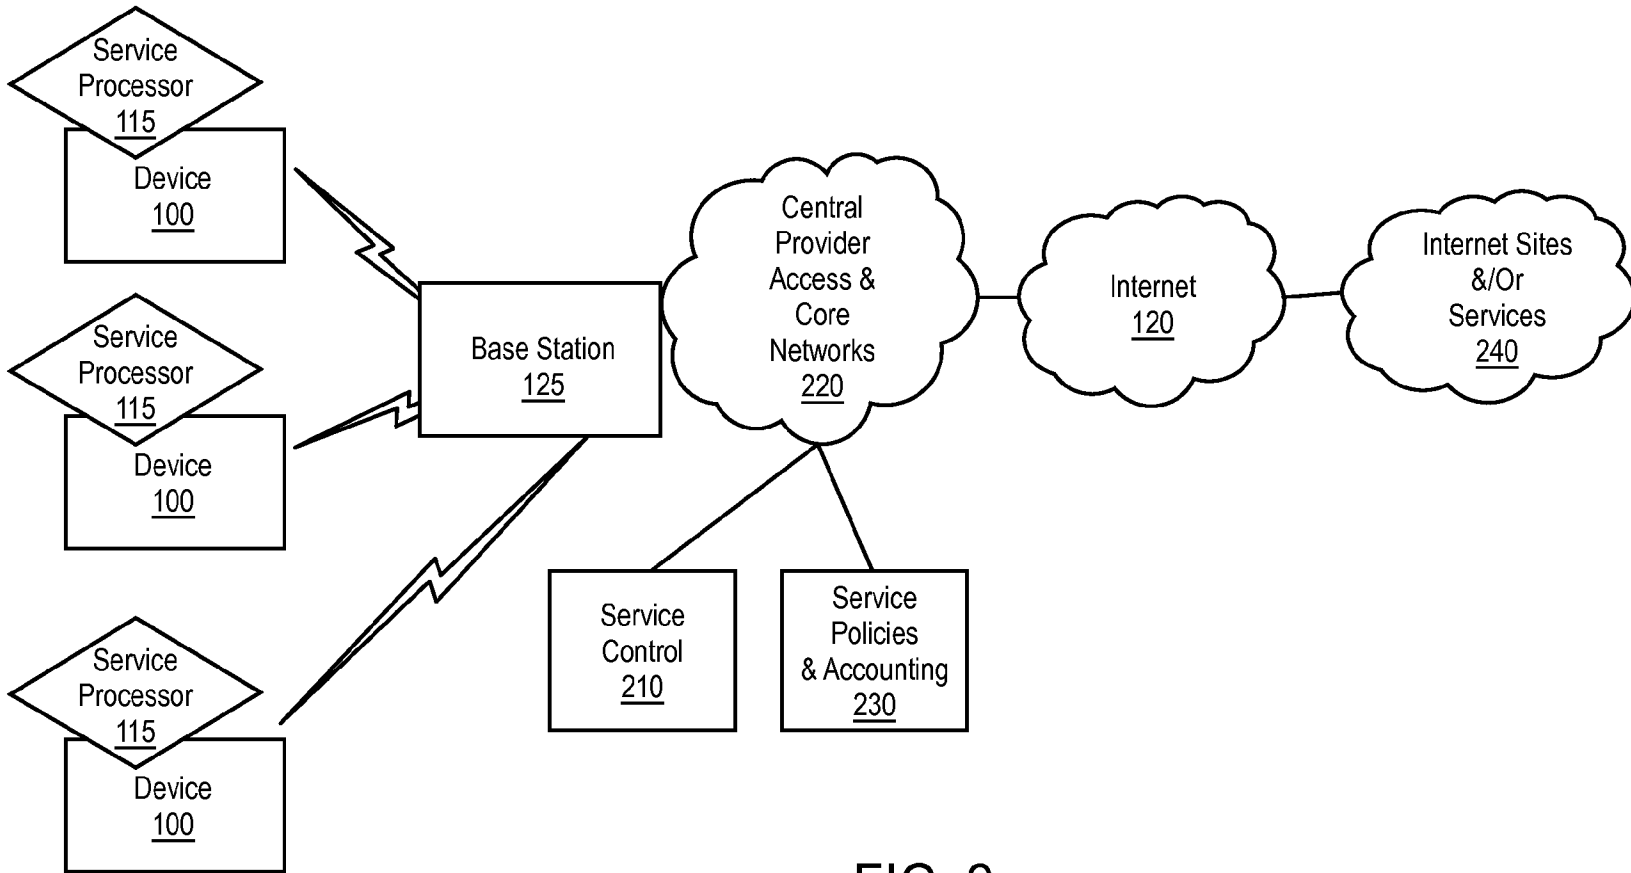 Service
Processor
115
Device
100
Service
Processor
115
Device
100
Service
Processor
115
Device
100
Base Station
125
Central
Provider
Access &
Core
Networks
220
Internet
120
Internet Sites
&/Or
Services
240
Service
Control
210
Service
Policies
& Accounting
230
FIG.